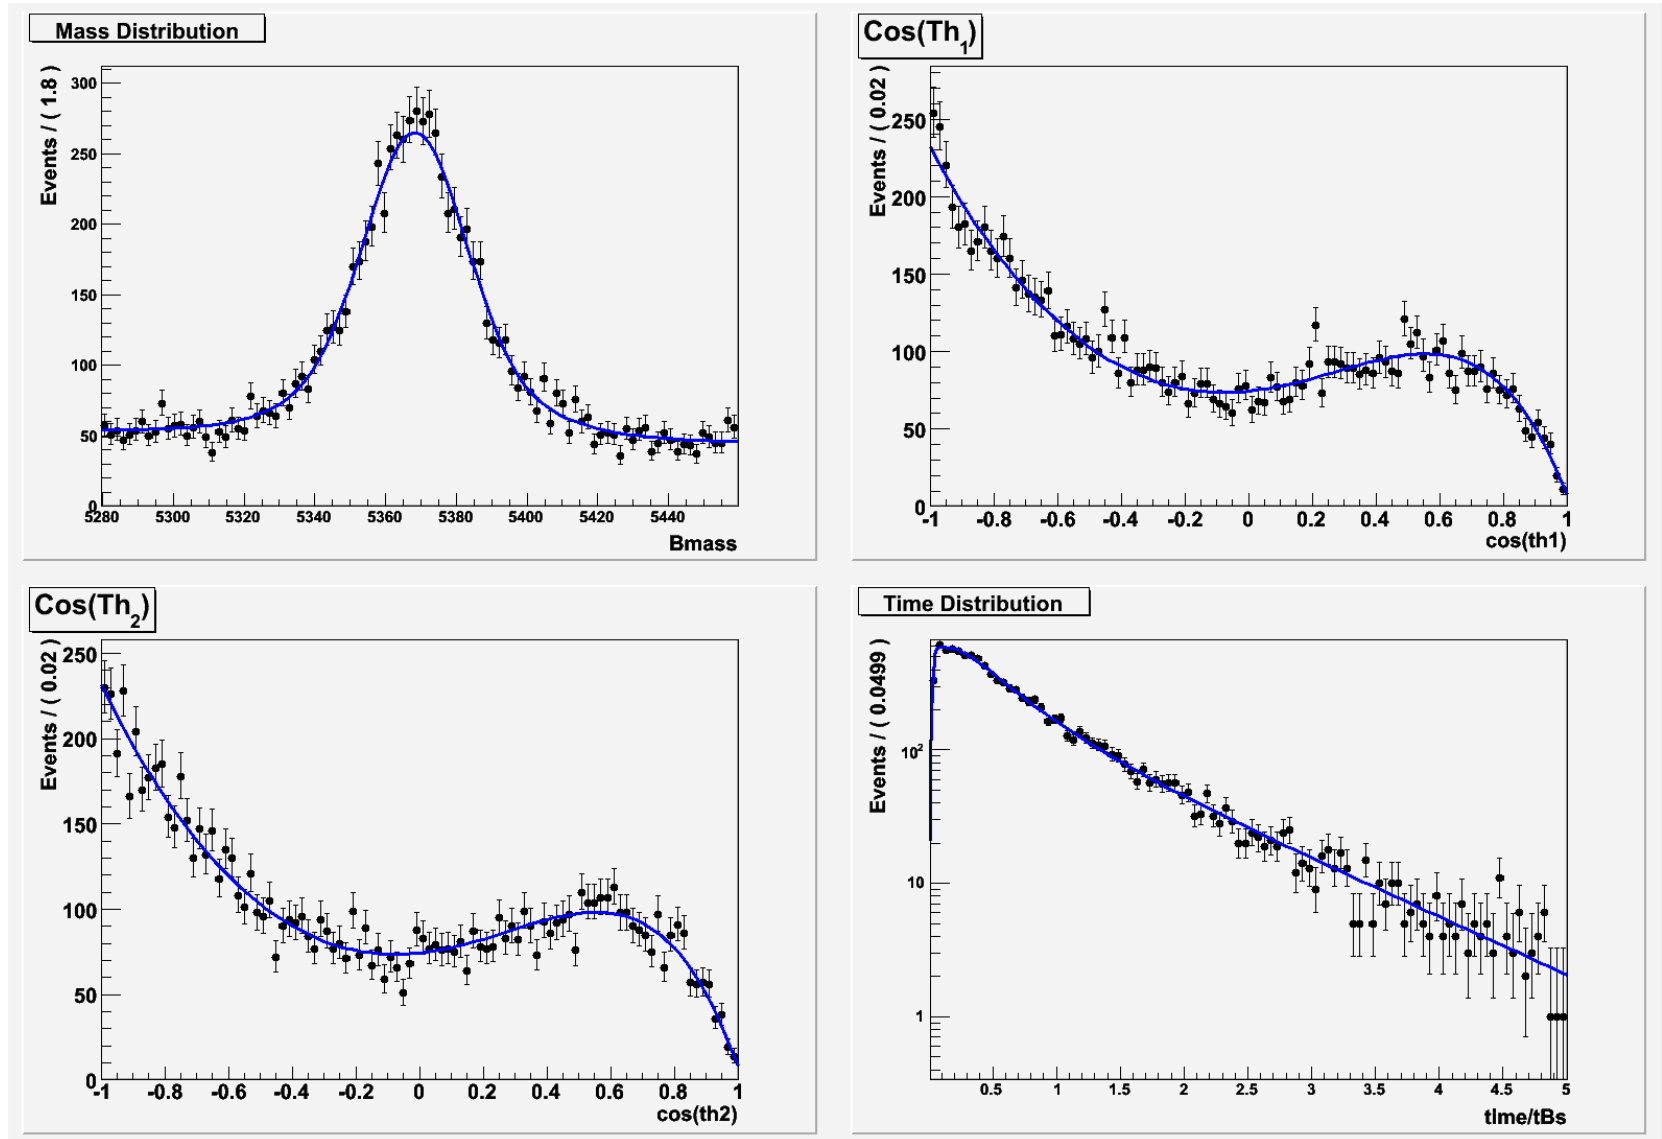 Mass Distribution
Events / ( 1.8 )
300
250
200
150
100
50
0
5280 5300 5320 5340 5360 5380 5400 5420 5440
Bmass
Cos(Th1)
Events / ( 0.02 )
250
200
150
100
50
0
-1 -0.8 -0.6 -0.4 -0.2 0 0.2 0.4 0.6 0.8 1
cos(th1)
Cos(Th2)
Events / ( 0.02 )
250
200
150
100
50
0
-1 -0.8 -0.6 -0.4 -0.2 0 0.2 0.4 0.6 0.8 1
cos(th2)
Time Distribution
Events / ( 0.0499 )
10²
10
1
0.5 1 1.5 2 2.5 3 3.5 4 4.5 5
tIme/tBs